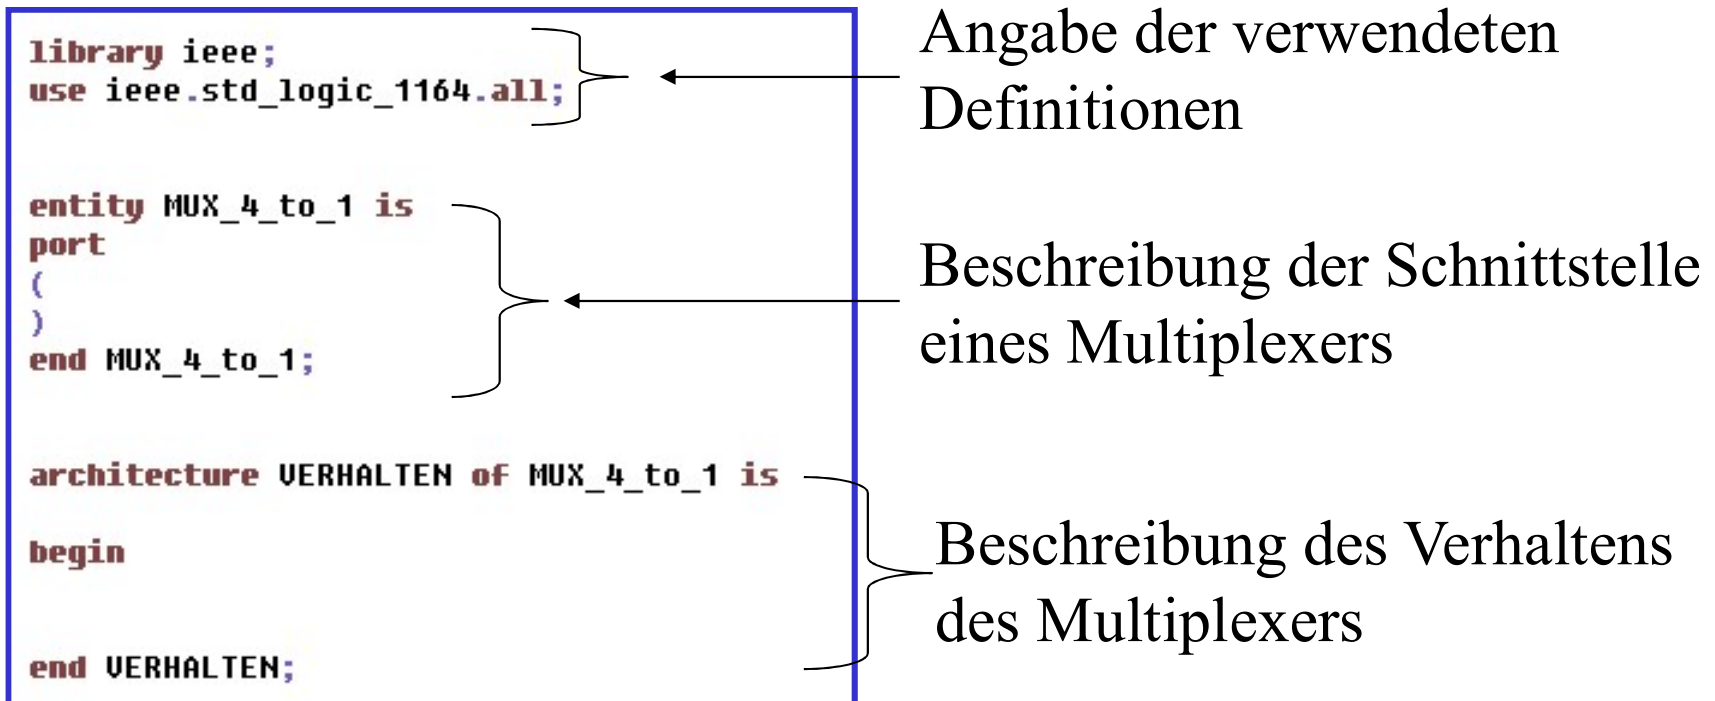 library ieee;
use ieee.std_logic_1164.all;
Angabe der verwendeten
Definitionen
entity MUX_4_to_1 is
port
(
)
end MUX_4_to_1;
Beschreibung der Schnittstelle
eines Multiplexers
architecture VERHALTEN of MUX_4_to_1 is
begin
end VERHALTEN;
Beschreibung des Verhaltens
des Multiplexers